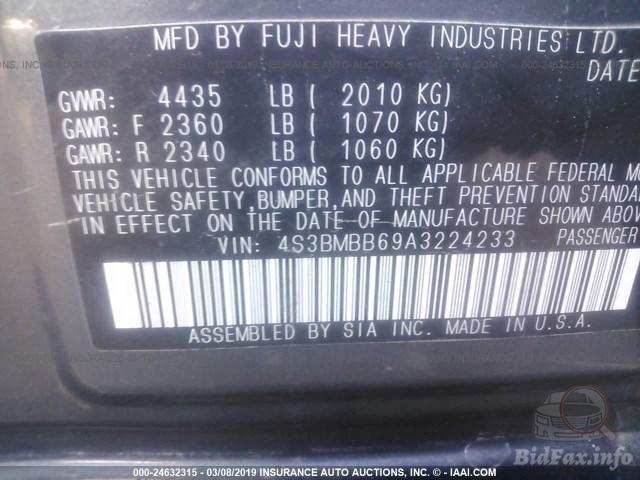 MFD BY FUJI HEAVY INDUSTRIES LTD.
DATE
GVWR: 4435 LB ( 2010 KG)
GAWR: F 2360 LB ( 1070 KG)
GAWR: R 2340 LB ( 1060 KG)
THIS VEHICLE CONFORMS TO ALL APPLICABLE FEDERAL MO
VEHICLE SAFETY, BUMPER, AND THEFT PREVENTION STANDA
IN EFFECT ON THE DATE OF MANUFACTURE SHOWN ABOV
VIN: 4S3BMBB69A3224233 PASSENGER
ASSEMBLED BY SIA INC. MADE IN U.S.A.
BidFax.info
000-24632315 - 03/08/2019 - INSURANCE AUTO AUCTIONS, INC. - © IAAI.COM